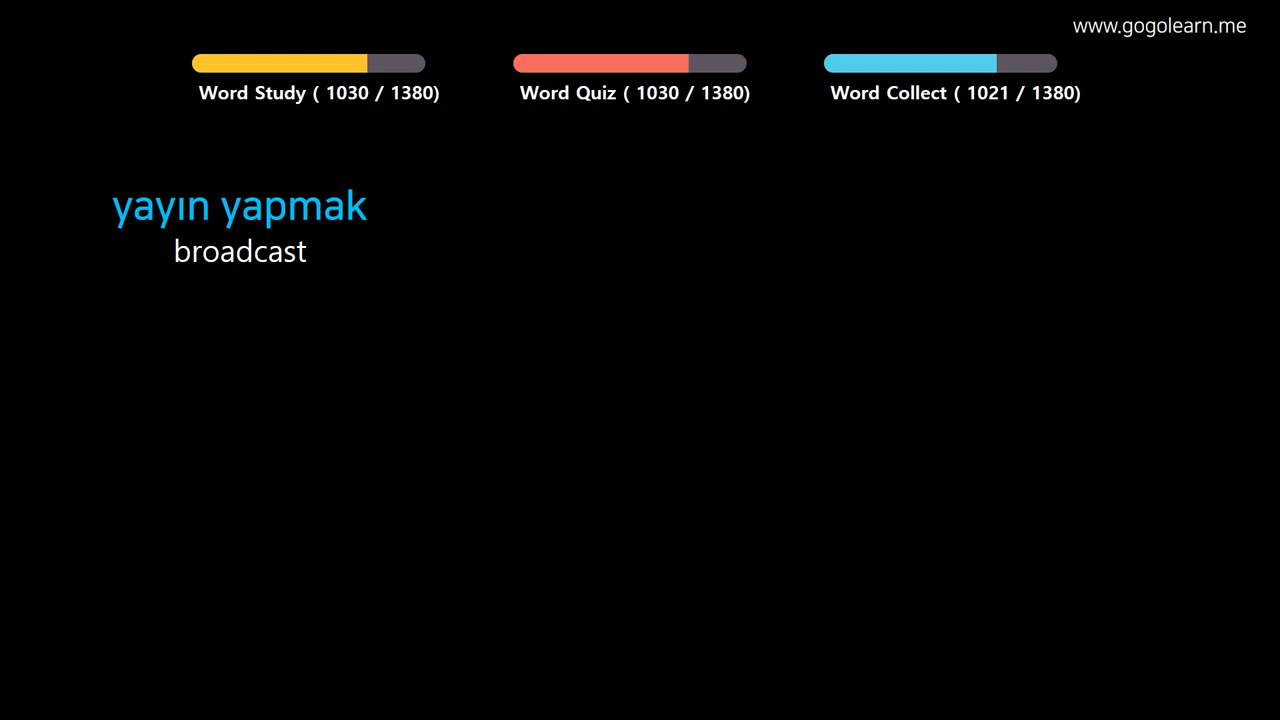 www.gogolearn.me
Word Study ( 1030 / 1380)
Word Quiz ( 1030 / 1380)
Word Collect ( 1021 / 1380)
yayın yapmak
broadcast